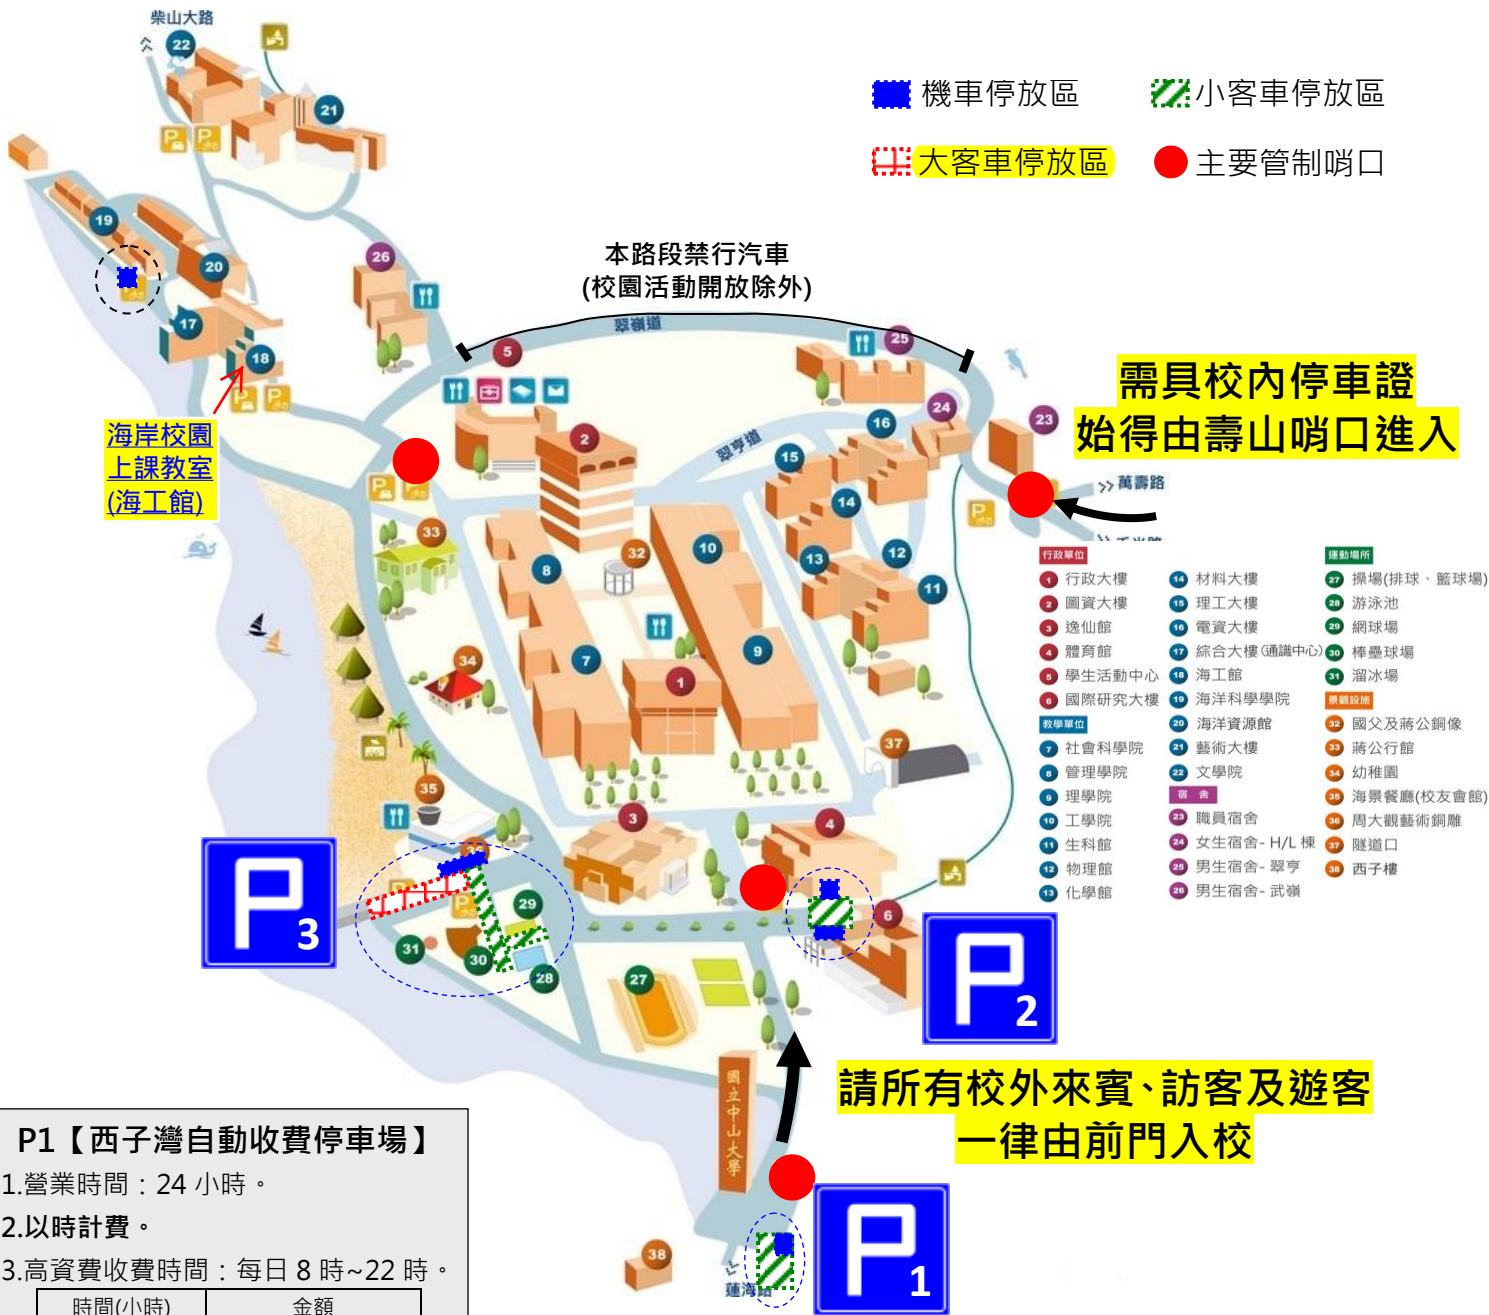 柴山大路
機車停放區
小客車停放區
大客車停放區
主要管制哨口
本路段禁行汽車
(校園活動開放除外)
翠嶺道
翠亨道
需具校內停車證
始得由壽山哨口進入
萬壽路
海岸校園
上課教室
(海工館)
行政單位
1 行政大樓
2 圖資大樓
3 逸仙館
4 體育館
5 學生活動中心
6 國際研究大樓
教學單位
7 社會科學院
8 管理學院
9 理學院
10 工學院
11 生科館
12 物理館
13 化學館
14 材料大樓
15 理工大樓
16 電資大樓
17 綜合大樓(通識中心)
18 海工館
19 海洋科學學院
20 海洋資源館
21 藝術大樓
22 文學院
宿舍
23 職員宿舍
24 女生宿舍- H/L 棟
25 男生宿舍- 翠亨
26 男生宿舍- 武嶺
運動場所
27 操場(排球、籃球場)
28 游泳池
29 網球場
30 棒壘球場
31 溜冰場
景觀設施
32 國父及蔣公銅像
33 蔣公行館
34 幼稚園
35 海景餐廳(校友會館)
36 周大觀藝術銅雕
37 隧道口
38 西子樓
P3
P2
請所有校外來賓、訪客及遊客
一律由前門入校
國立中山大學
P1
蓮海路
P1【西子灣自動收費停車場】
1.營業時間：24 小時。
2.以時計費。
3.高資費收費時間：每日 8 時~22 時。
時間(小時) 金額